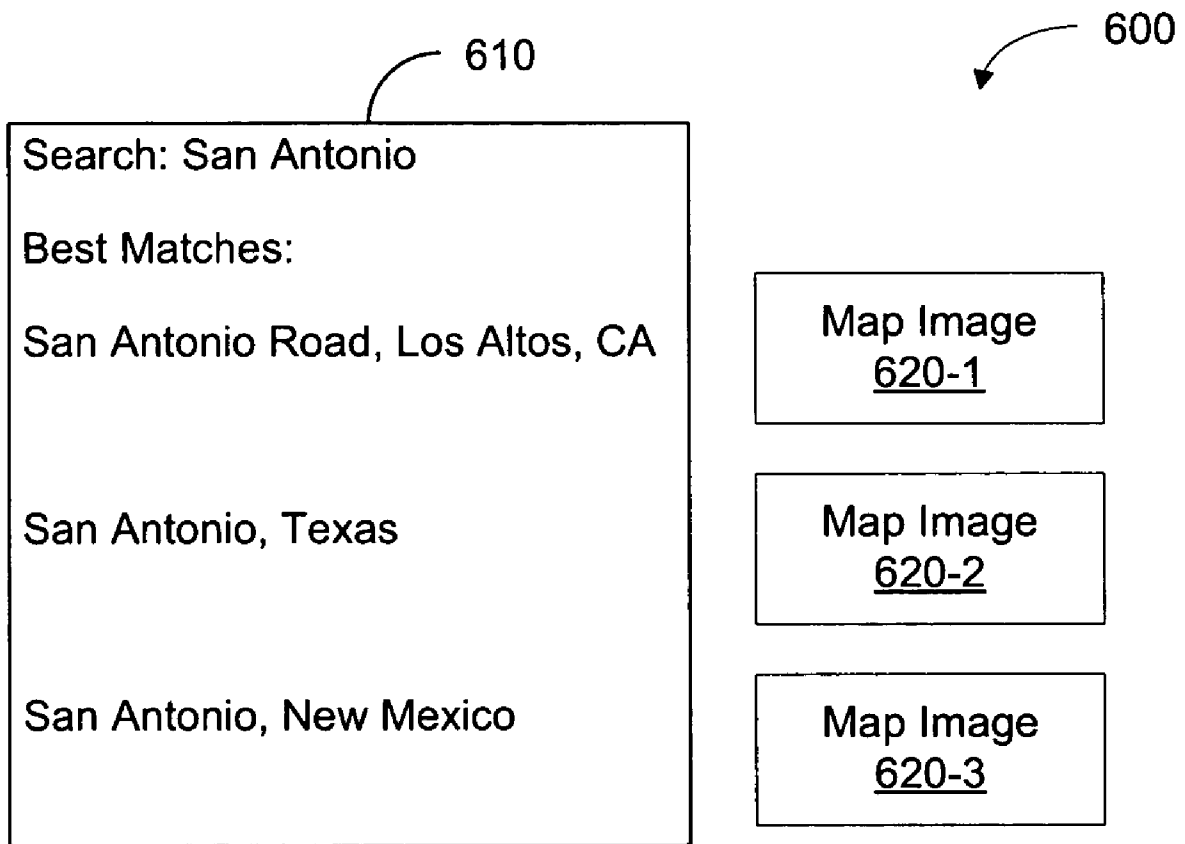 600
610
Search: San Antonio
Best Matches:
San Antonio Road, Los Altos, CA
Map Image
620-1
San Antonio, Texas
Map Image
620-2
San Antonio, New Mexico
Map Image
620-3